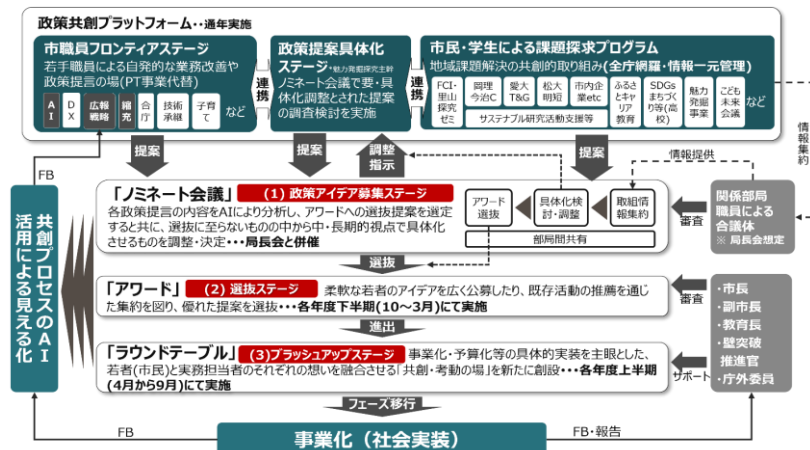 政策共創プラットフォーム・・通年実施
市職員フロンティアステージ
若手職員による自発的な業務改善や
政策提言の場(PT事業代替)
AI
DX
広報戦略
縮充
合庁
技術承継
子育て
など
連携
政策提案具体化
ステージ・魅力発掘探究主幹
ノミネート会議で要・具
体化調整とされた提案
の調査検討を実施
連携
市民・学生による課題探求プログラム
地域課題解決の共創的取り組み(全庁網羅・情報一元管理)
FCI・里山探究ゼミ
岡理今治C
愛大T&G
松大明短
市内企業etc
サステナブル研究活動支援等
ふるさとキャリア教育
SDGsまちづくり等(高校)
魅力発掘事業
こども未来会議
など
情報集約
FB
提案
提案
調整
指示
提案
情報提供
「ノミネート会議」
(1) 政策アイデア募集ステージ
各政策提言の内容をAIにより分析し、アワードへの選抜提案を選定
すると共に、選抜に至らないものの中から中・長期的視点で具体化
させるものを調整・決定・・・局長会と併催
アワード選抜
具体化検討・調整
取組情報集約
部局間共有
審査
関係部局
職員による
合議体
※ 局長会想定
選抜
「アワード」
(2) 選抜ステージ
柔軟な若者のアイデアを広く公募したり、既存活動の推薦を通じ
た集約を図り、優れた提案を選抜・・・各年度下半期(10～3月)にて実施
審査
進出
「ラウンドテーブル」
(3)ブラッシュアップステージ
事業化・予算化等の具体的実装を主眼とした、
若者(市民)と実務担当者のそれぞれの想いを融合させる「共創・考動の場」を新たに創設・・・各年度上半期
(4月から9月)にて実施
サポート
・市長
・副市長
・教育長
・壁突破
推進官
・庁外委員
共創プロセスのAI
活用による見える化
フェーズ移行
FB
事業化（社会実装）
FB・報告